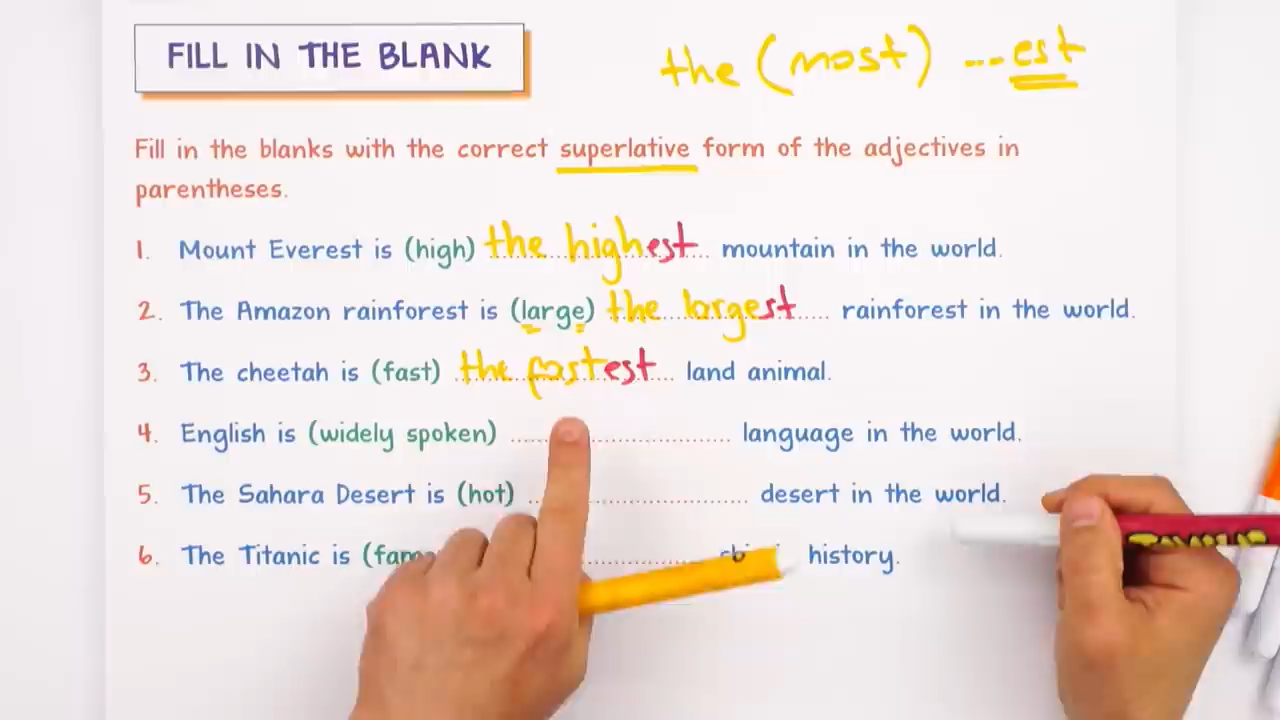 FILL IN THE BLANK
the (most) ...est
Fill in the blanks with the correct superlative form of the adjectives in
parentheses.
1. Mount Everest is (high) the highest mountain in the world.
2. The Amazon rainforest is (large) the largest rainforest in the world.
3. The cheetah is (fast) the fastest land animal.
4. English is (widely spoken) .......... language in the world.
5. The Sahara Desert is (hot) .......... desert in the world.
6. The Titanic is .......... history.